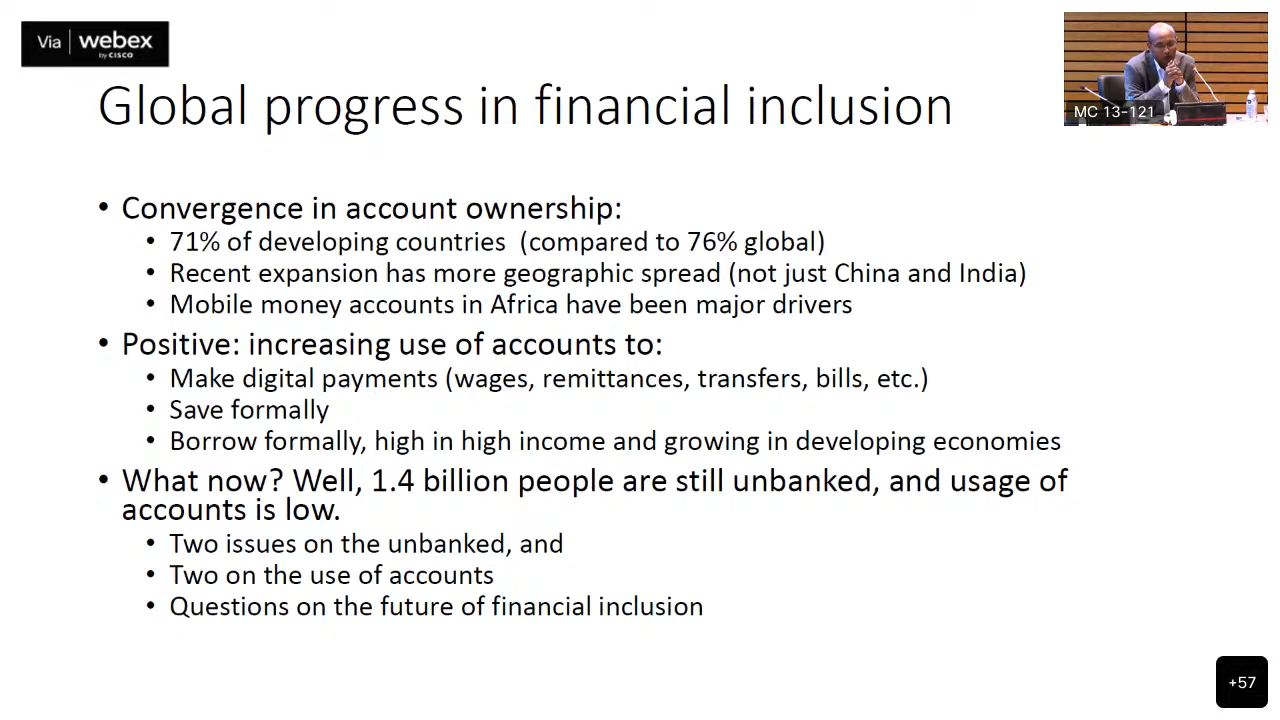 Via webex
by CISCO
MC 13-121
Global progress in financial inclusion
• Convergence in account ownership:
• 71% of developing countries (compared to 76% global)
• Recent expansion has more geographic spread (not just China and India)
• Mobile money accounts in Africa have been major drivers
• Positive: increasing use of accounts to:
• Make digital payments (wages, remittances, transfers, bills, etc.)
• Save formally
• Borrow formally, high in high income and growing in developing economies
• What now? Well, 1.4 billion people are still unbanked, and usage of
accounts is low.
• Two issues on the unbanked, and
• Two on the use of accounts
• Questions on the future of financial inclusion
+57